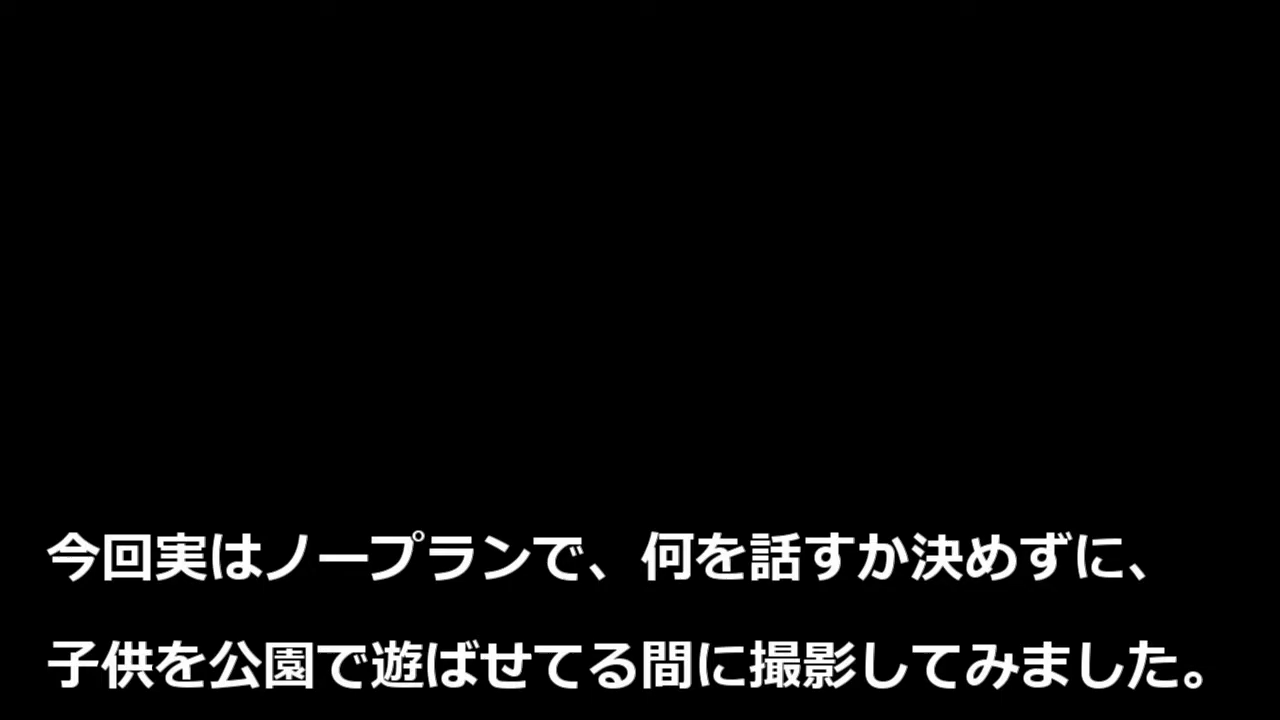 今回実はノープランで、何を話すか決めずに、
子供を公園で遊ばせてる間に撮影してみました。